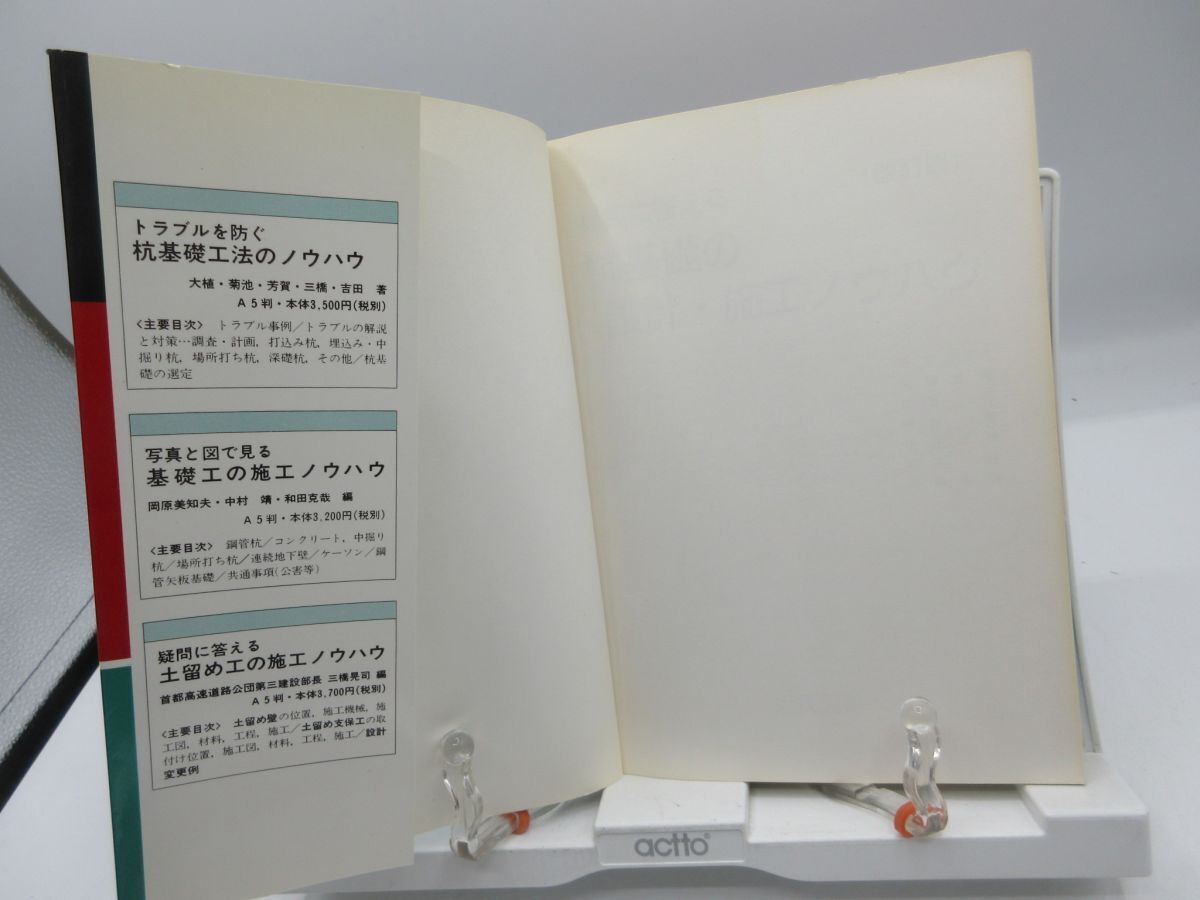 トラブルを防ぐ
杭基礎工法のノウハウ
大植・菊池・芳賀・三橋・吉田 著
A5判・本体3,500円(税別)
〈主要目次〉 トラブル事例／トラブルの解説
と対策…調査・計画, 打込み杭, 埋込み・中
掘り杭, 場所打ち杭, 深礎杭, その他／杭基
礎の選定
写真と図で見る
基礎工の施工ノウハウ
岡原美知夫・中村 靖・和田克哉 編
A5判・本体3,200円(税別)
〈主要目次〉 鋼管杭／コンクリート, 中掘り
杭／場所打ち杭／連続地下壁／ケーソン／鋼
管矢板基礎／共通事項(公害等)
疑問に答える
土留め工の施工ノウハウ
首都高速道路公団第三建設部長 三橋晃司 編
A5判・本体3,700円(税別)
〈主要目次〉 土留め壁の位置, 施工機械, 施
工図, 材料, 工程, 施工／土留め支保工の取
付け位置, 施工図, 材料, 工程, 施工／設計
変更例
actto